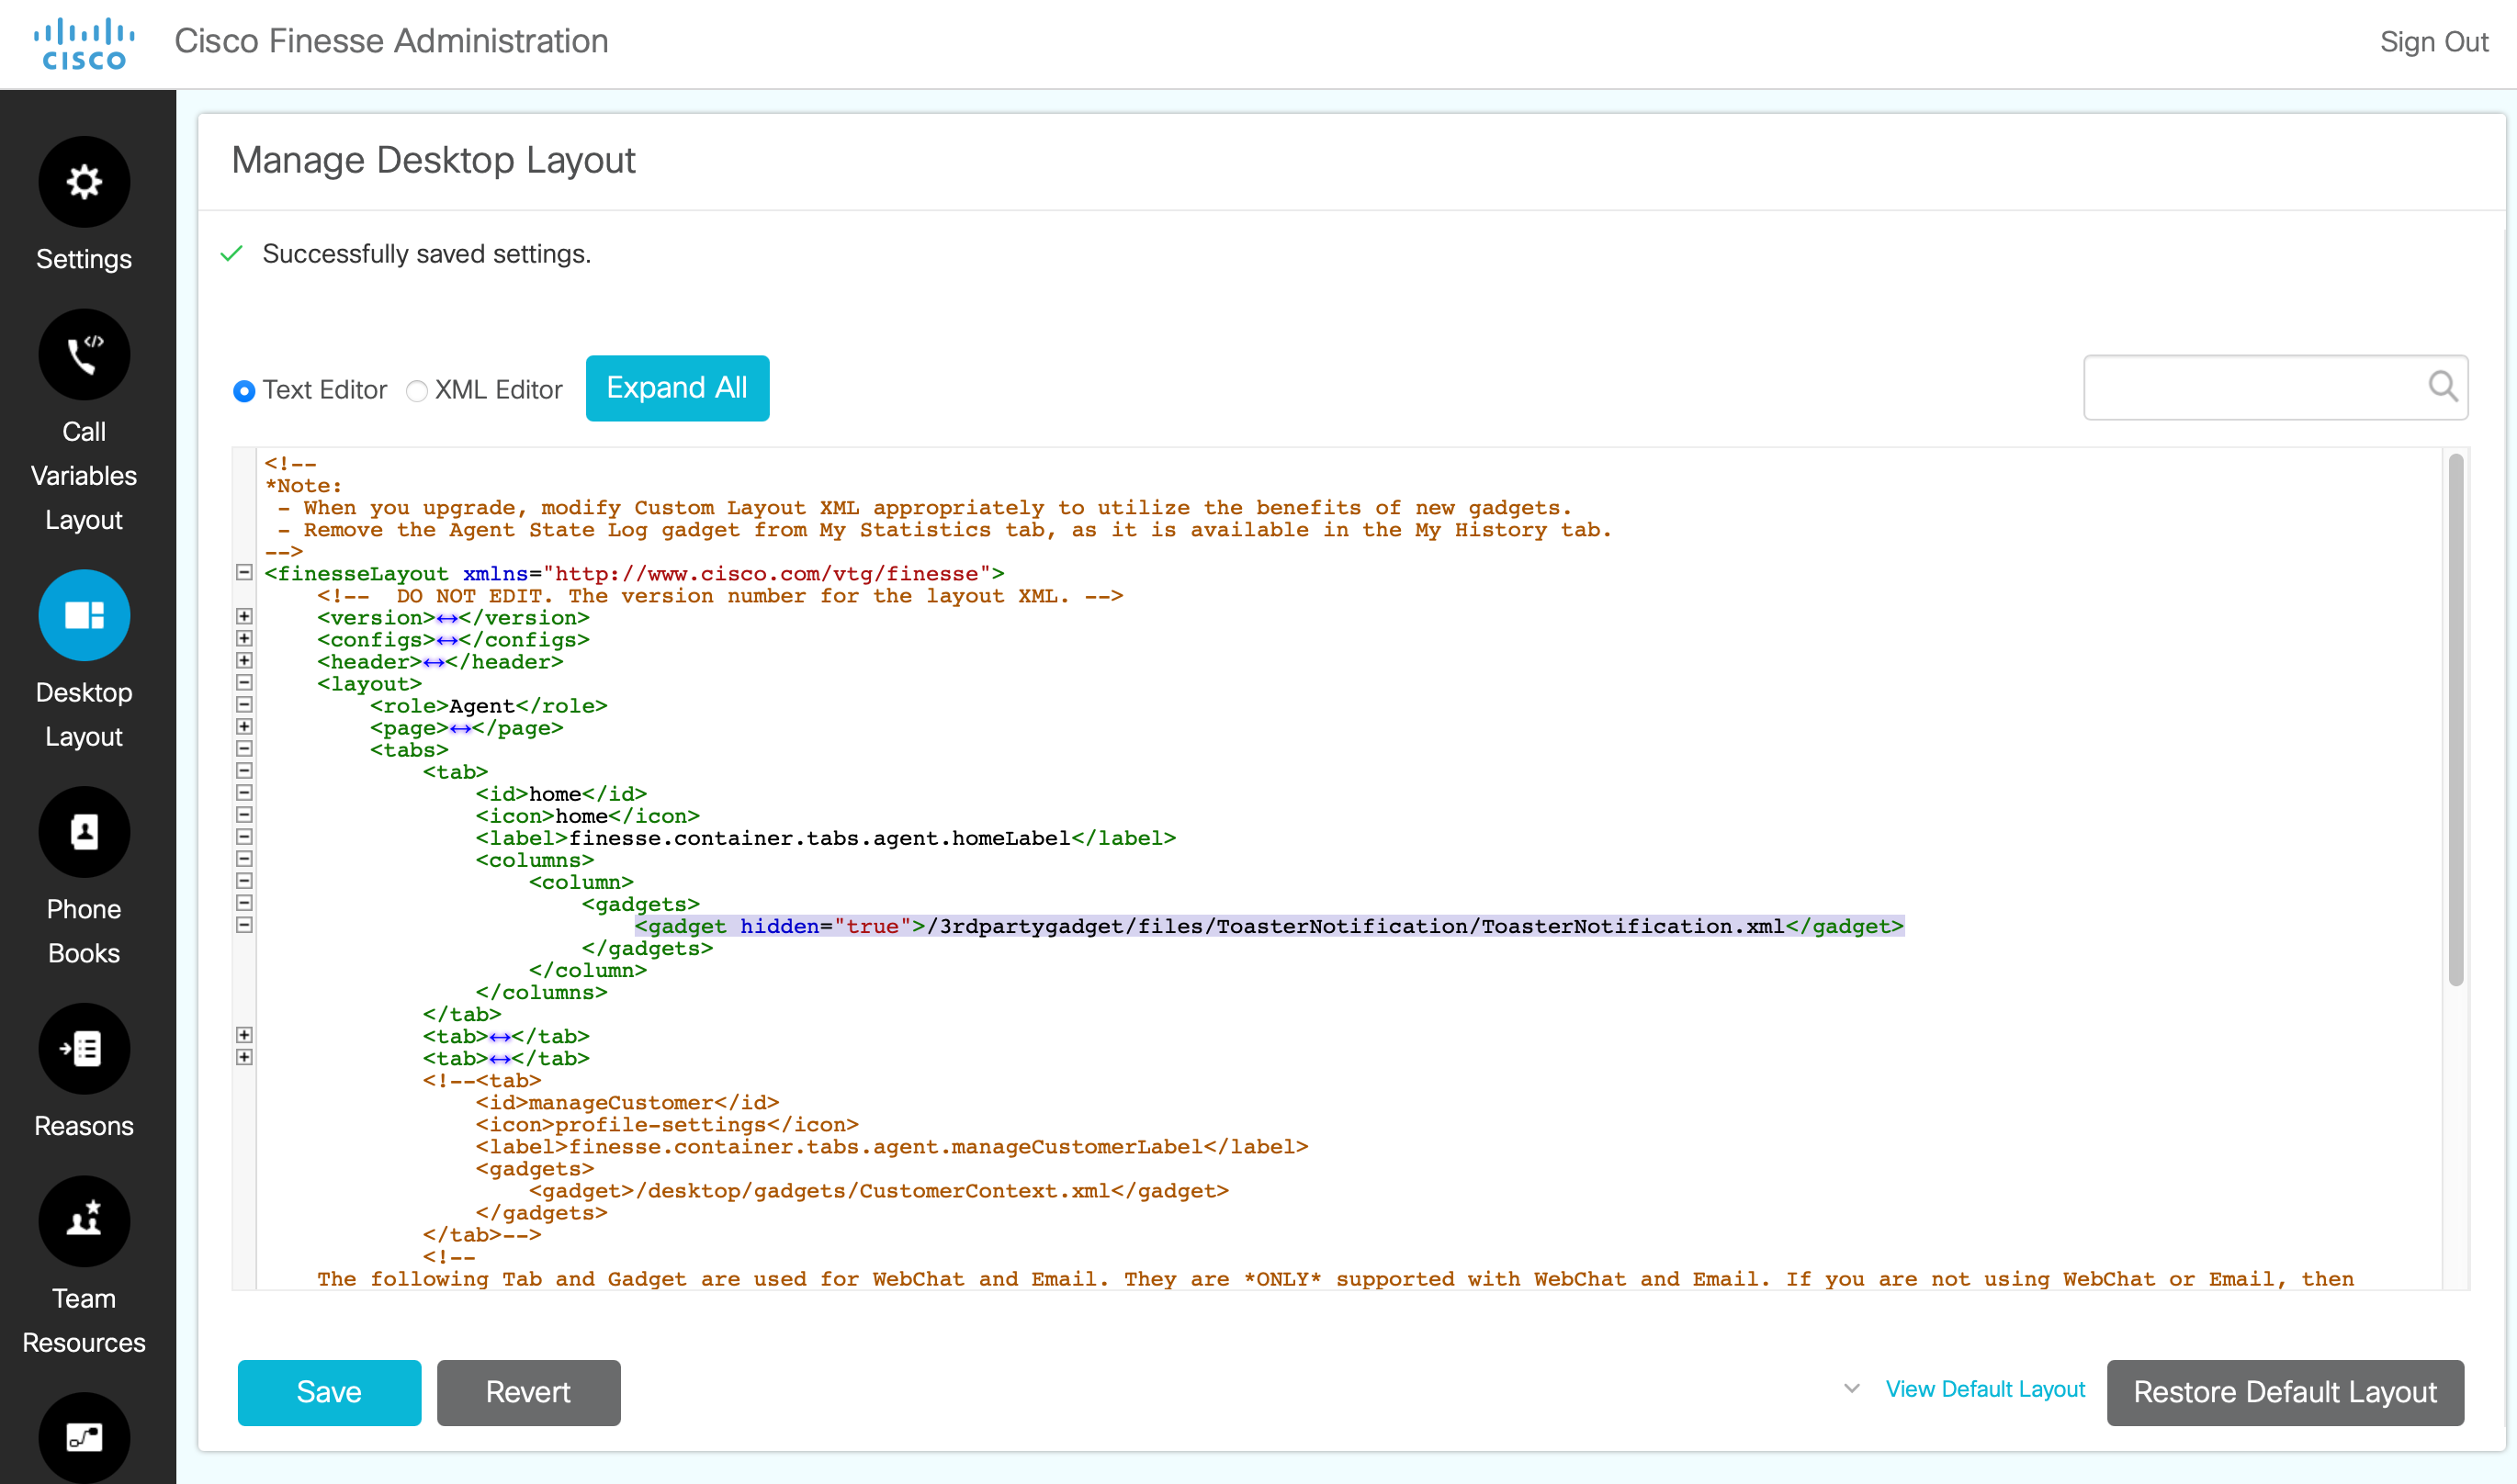 CISCO
Cisco Finesse Administration
Sign Out
Settings
Call
Variables
Layout
Desktop
Layout
Phone
Books
Reasons
Team
Resources
Manage Desktop Layout
Successfully saved settings.
Text Editor
XML Editor
Expand All
<!--
*Note:
- When you upgrade, modify Custom Layout XML appropriately to utilize the benefits of new gadgets.
- Remove the Agent State Log gadget from My Statistics tab, as it is available in the My History tab.
-->
<finesseLayout xmlns="http://www.cisco.com/vtg/finesse">
<!--  DO NOT EDIT. The version number for the layout XML. -->
<version>↔</version>
<configs>↔</configs>
<header>↔</header>
<layout>
<role>Agent</role>
<page>↔</page>
<tabs>
<tab>
<id>home</id>
<icon>home</icon>
<label>finesse.container.tabs.agent.homeLabel</label>
<columns>
<column>
<gadgets>
<gadget hidden="true">/3rdpartygadget/files/ToasterNotification/ToasterNotification.xml</gadget>
</gadgets>
</column>
</columns>
</tab>
<tab>↔</tab>
<tab>↔</tab>
<!--<tab>
<id>manageCustomer</id>
<icon>profile-settings</icon>
<label>finesse.container.tabs.agent.manageCustomerLabel</label>
<gadgets>
<gadget>/desktop/gadgets/CustomerContext.xml</gadget>
</gadgets>
</tab>-->
<!--
The following Tab and Gadget are used for WebChat and Email. They are *ONLY* supported with WebChat and Email. If you are not using WebChat or Email, then
Save
Revert
View Default Layout
Restore Default Layout